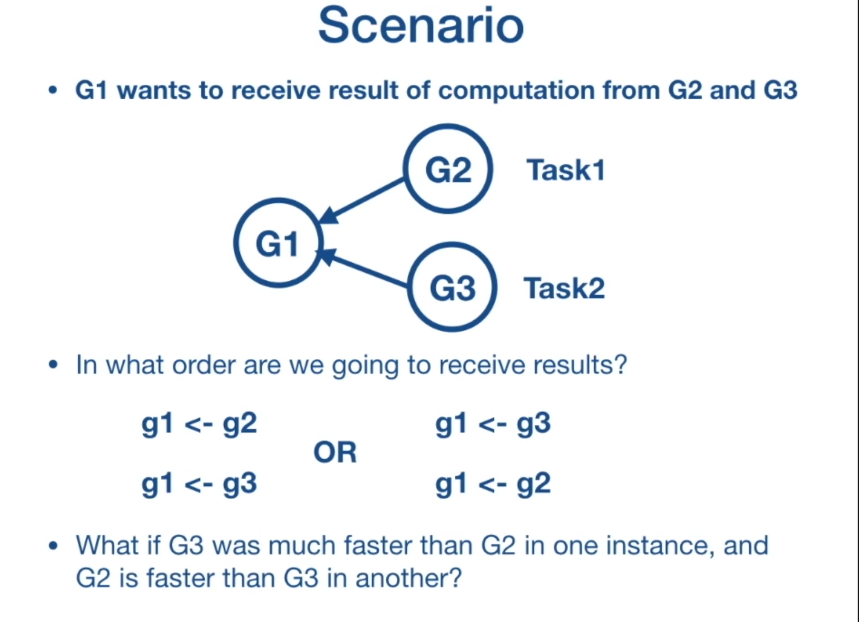 Scenario
• G1 wants to receive result of computation from G2 and G3
G2 Task1
G1
G3 Task2
• In what order are we going to receive results?
g1 <- g2 g1 <- g3
OR
g1 <- g3 g1 <- g2
• What if G3 was much faster than G2 in one instance, and
G2 is faster than G3 in another?